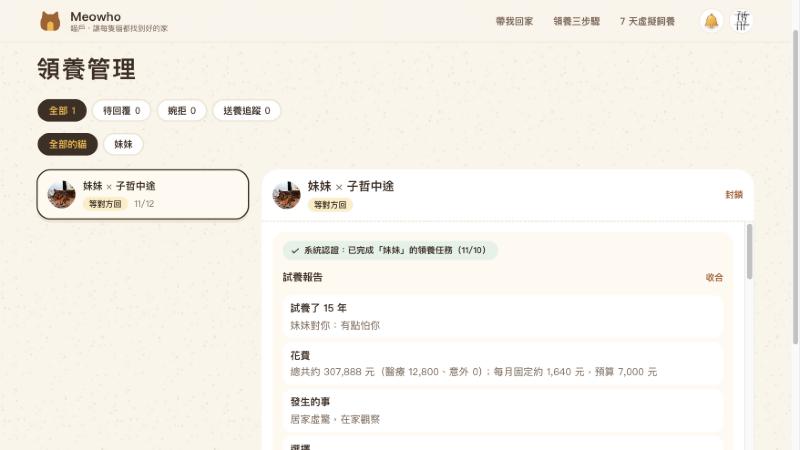 Meowho
喵戶·讓每隻貓都找到好的家
帶我回家
領養三步驟
7 天虛擬飼養
領養管理
全部 1
待回覆 0
婉拒 0
送養追蹤 0
全部的貓
妹妹
妹妹 × 子哲中途
等對方回 11/12
妹妹 × 子哲中途
等對方回
封鎖
✓ 系統認證：已完成「妹妹」的領養任務（11/10）
試養報告
收合
試養了 15 年
妹妹對你：有點怕你
花費
總共約 307,888 元（醫療 12,800、意外 0）；每月固定約 1,640 元，預算 7,000 元
發生的事
居家虛驚，在家觀察
選擇